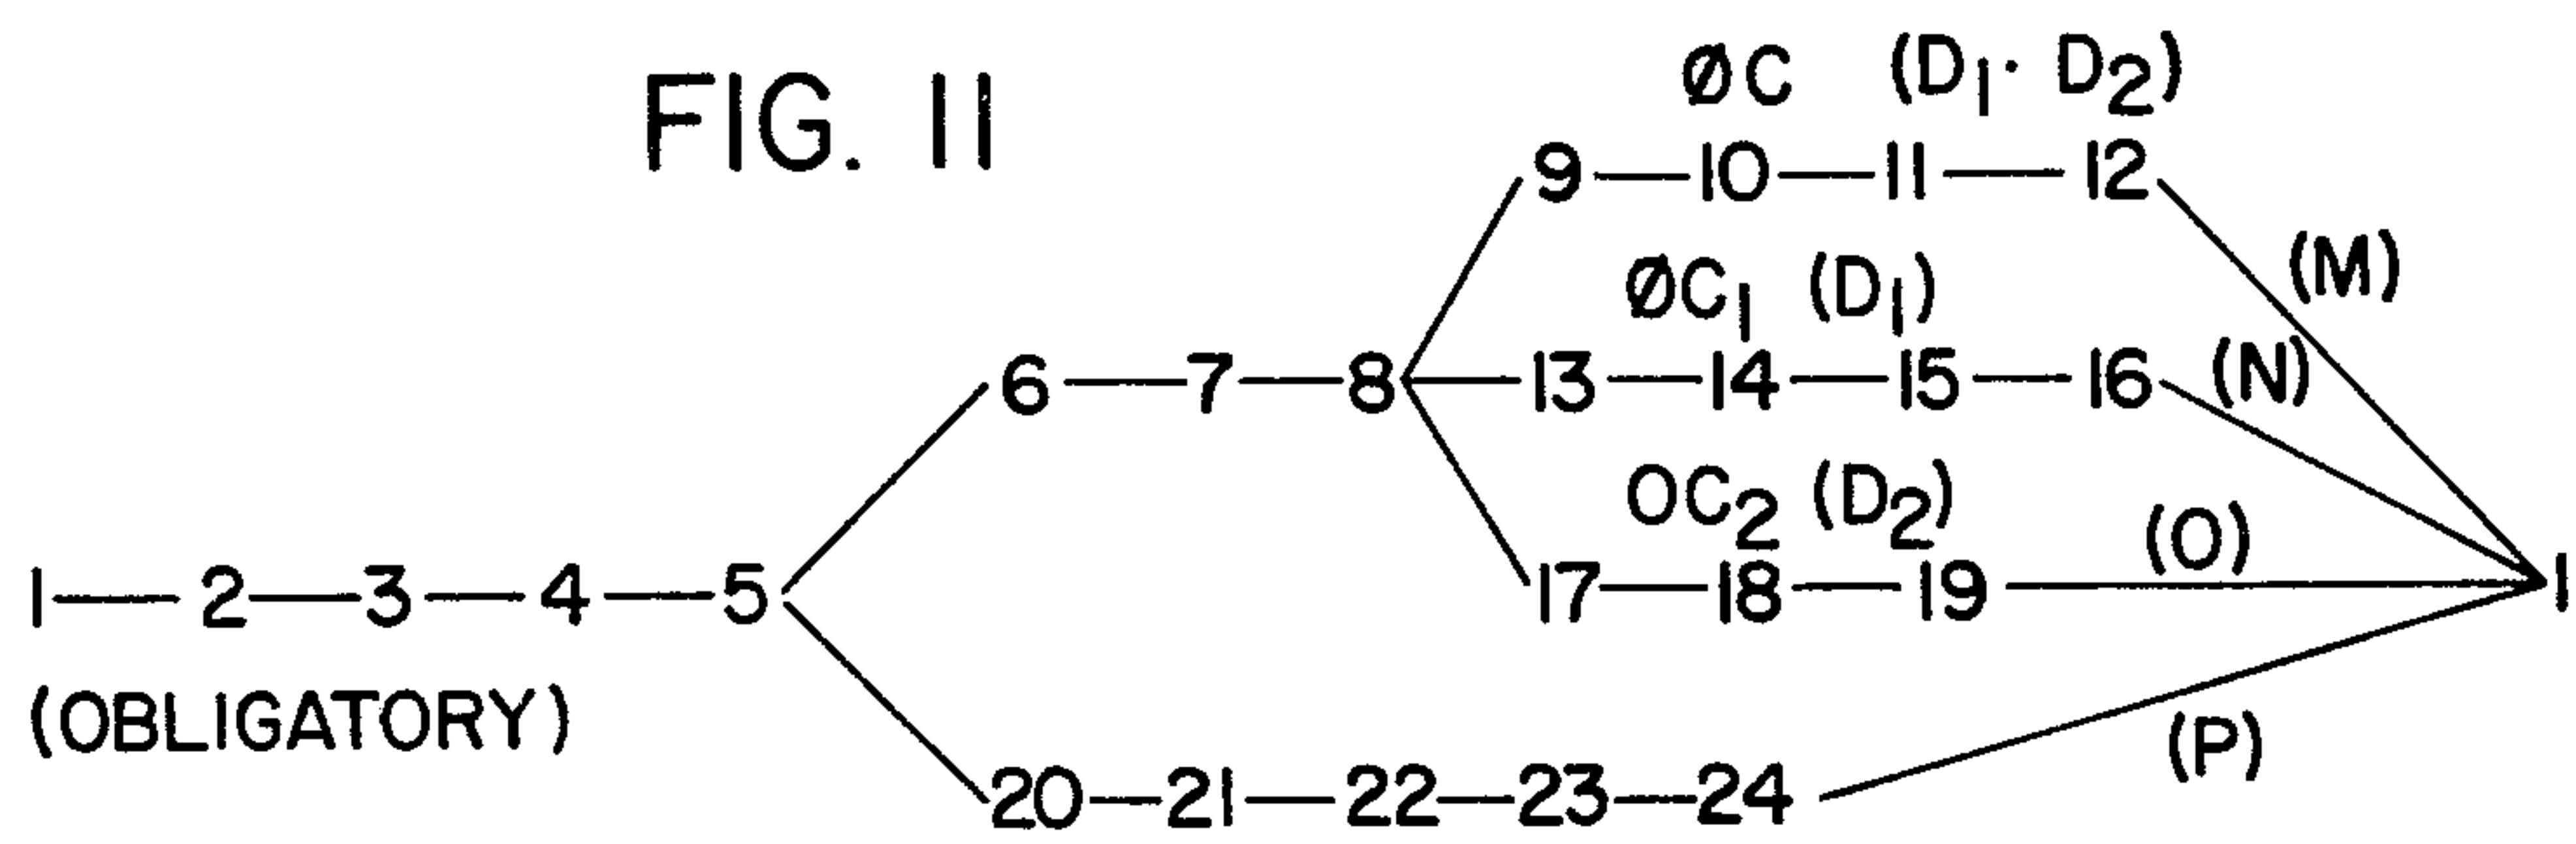 FIG. 11
ØC (D1· D2)
9 — 10 — 11 — 12
(M)
ØC1 (D1)
6 — 7 — 8 — 13 — 14 — 15 — 16 (N)
OC2 (D2)
(O)
1 — 2 — 3 — 4 — 5 17 — 18 — 19 1
(OBLIGATORY)
(P)
20 — 21 — 22 — 23 — 24